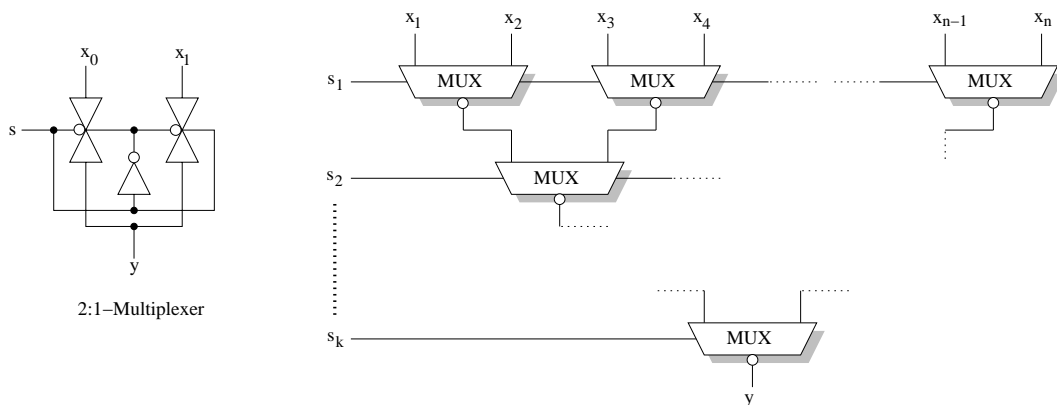 x₁ x₂ x₃ x₄ xₙ₋₁ xₙ
x₀ x₁
s₁ MUX MUX MUX
s
s₂ MUX
y
2:1–Multiplexer
sₖ MUX
y